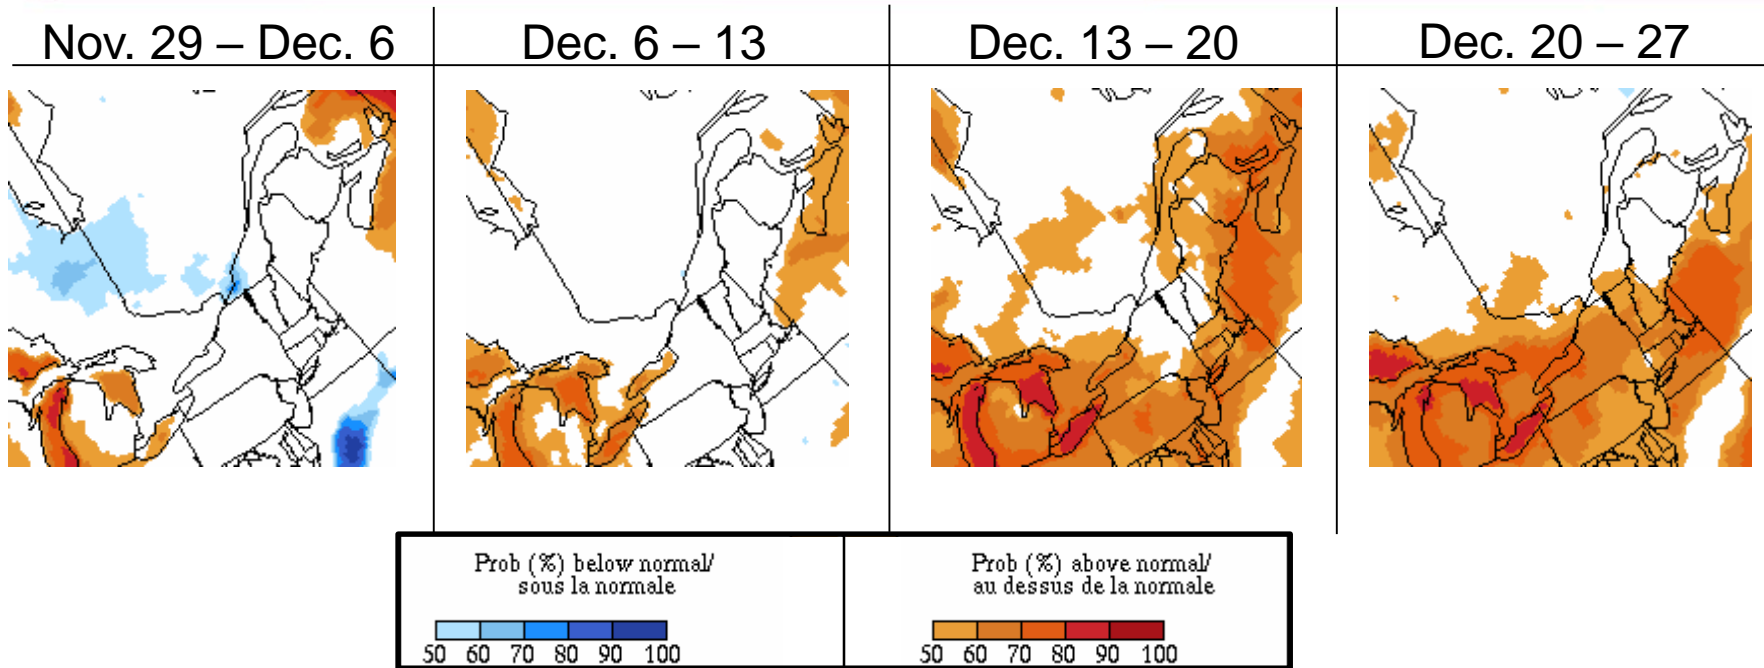 Nov. 29 – Dec. 6
Dec. 6 – 13
Dec. 13 – 20
Dec. 20 – 27
Prob (%) below normal/
sous la normale
50 60 70 80 90 100
Prob (%) above normal/
au dessus de la normale
50 60 70 80 90 100